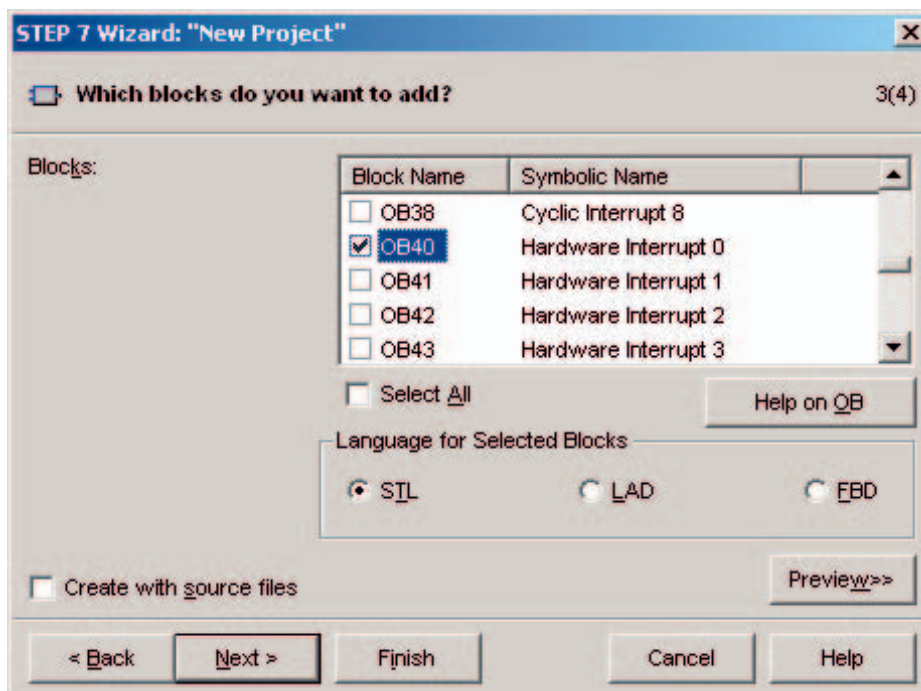 STEP 7 Wizard: "New Project"
Which blocks do you want to add? 3(4)
Blocks:
Block Name Symbolic Name
OB38 Cyclic Interrupt 8
OB40 Hardware Interrupt 0
OB41 Hardware Interrupt 1
OB42 Hardware Interrupt 2
OB43 Hardware Interrupt 3
Select All
Help on OB
Language for Selected Blocks
STL LAD FBD
Create with source files
Preview>>
< Back Next > Finish Cancel Help